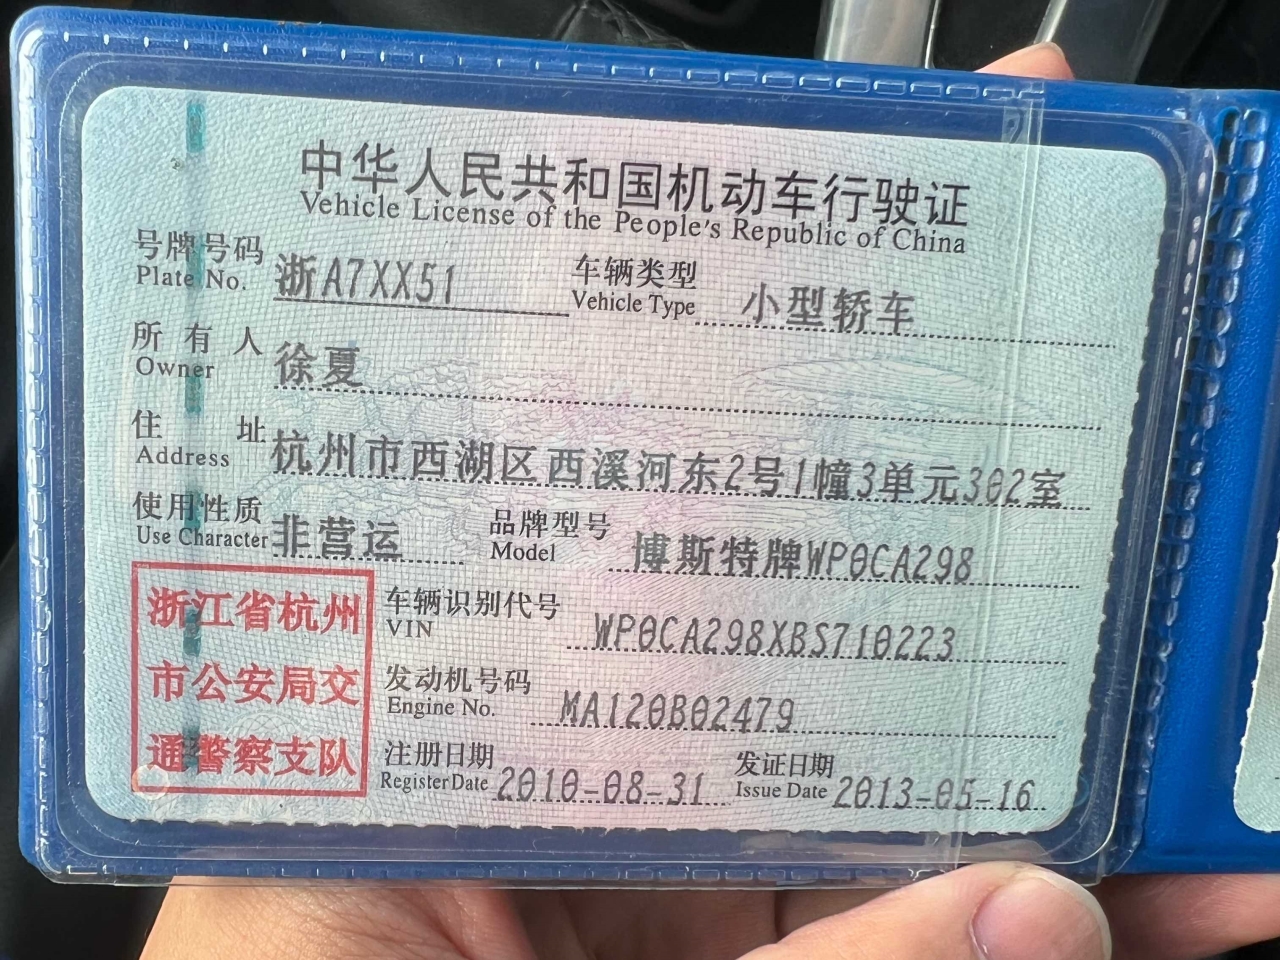 中华人民共和国机动车行驶证
Vehicle License of the People's Republic of China
号牌号码 浙A7XX51 车辆类型 小型轿车
Plate No. Vehicle Type
所有人 徐夏
Owner
住址 杭州市西湖区西溪河东2号1幢3单元302室
Address
使用性质 非营运 品牌型号 博斯特牌WP0CA298
Use Character Model
浙江省杭州
市公安局交
通警察支队
车辆识别代号 WP0CA298XBS710223
VIN
发动机号码 MA120B02479
Engine No.
注册日期 2010-08-31 发证日期 2013-05-16
Register Date Issue Date